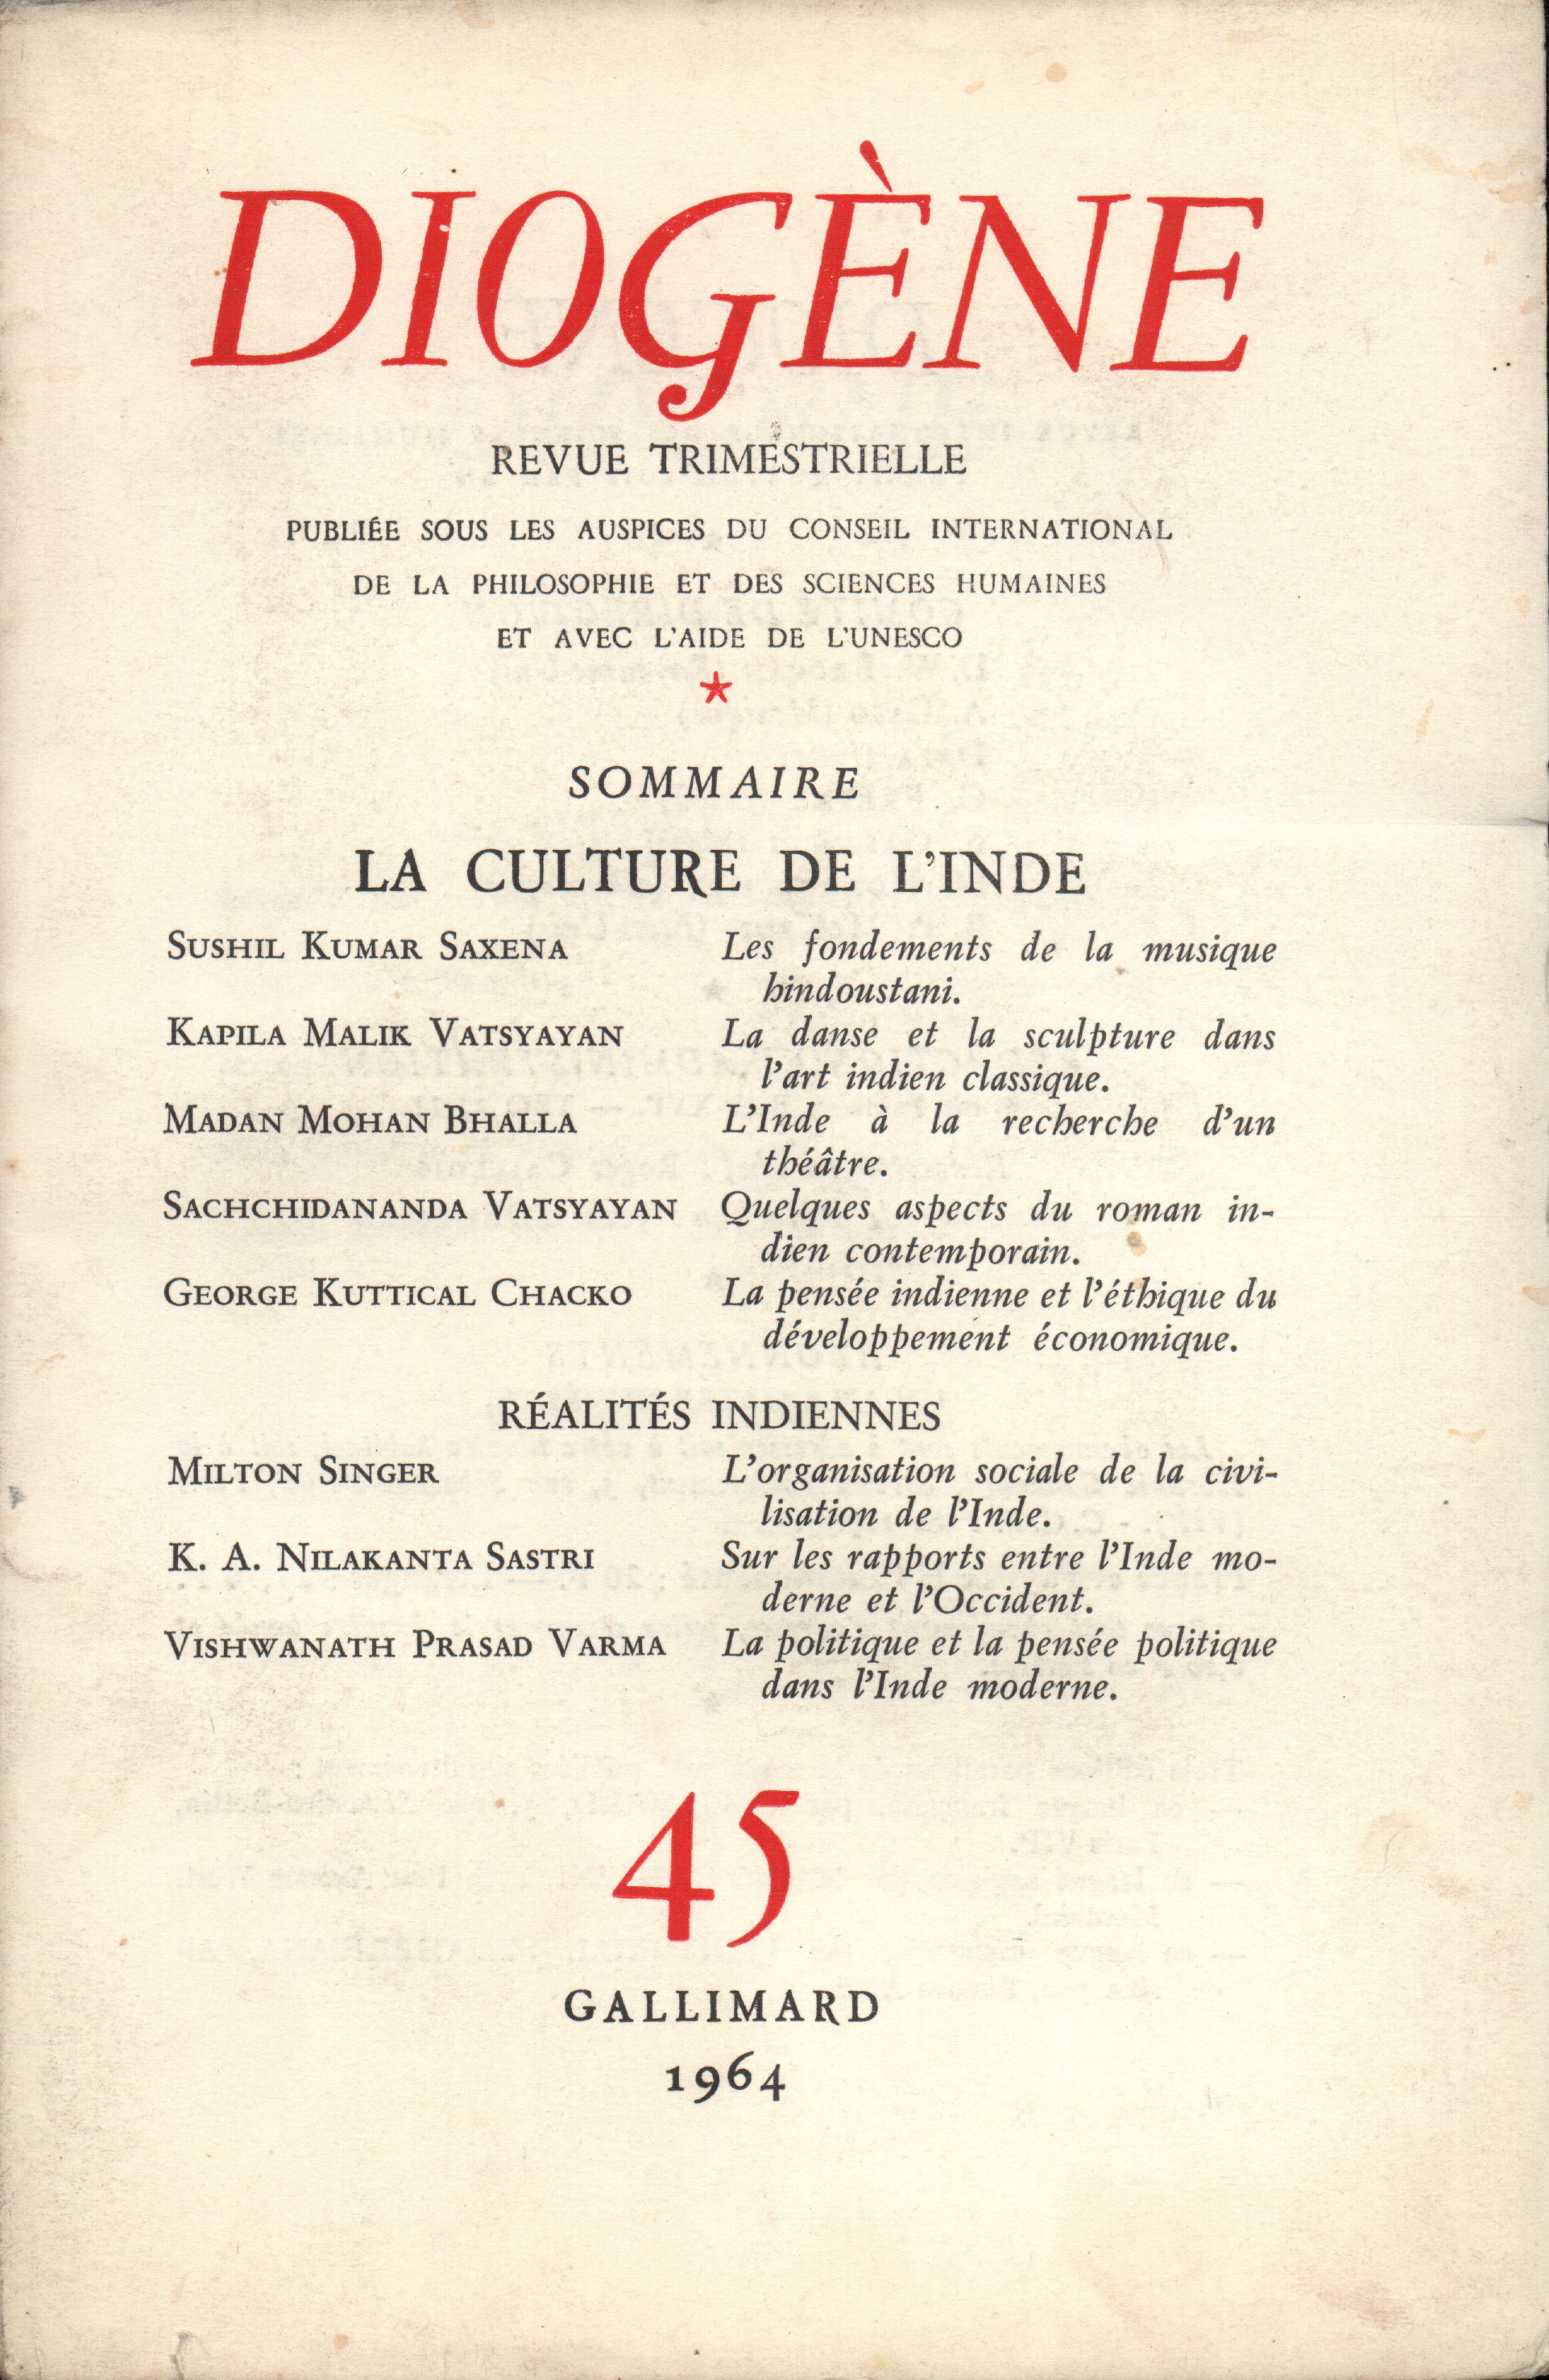 DIOGÈNE
REVUE TRIMESTRIELLE
PUBLIÉE SOUS LES AUSPICES DU CONSEIL INTERNATIONAL
DE LA PHILOSOPHIE ET DES SCIENCES HUMAINES
ET AVEC L'AIDE DE L'UNESCO
*
SOMMAIRE
LA CULTURE DE L'INDE
SUSHIL KUMAR SAXENA Les fondements de la musique
hindoustani.
KAPILA MALIK VATSYAYAN La danse et la sculpture dans
l'art indien classique.
MADAN MOHAN BHALLA L'Inde à la recherche d'un
théâtre.
SACHCHIDANANDA VATSYAYAN Quelques aspects du roman in-
dien contemporain.
GEORGE KUTTICAL CHACKO La pensée indienne et l'éthique du
développement économique.
RÉALITÉS INDIENNES
MILTON SINGER L'organisation sociale de la civi-
lisation de l'Inde.
K. A. NILAKANTA SASTRI Sur les rapports entre l'Inde mo-
derne et l'Occident.
VISHWANATH PRASAD VARMA La politique et la pensée politique
dans l'Inde moderne.
45
GALLIMARD
1964